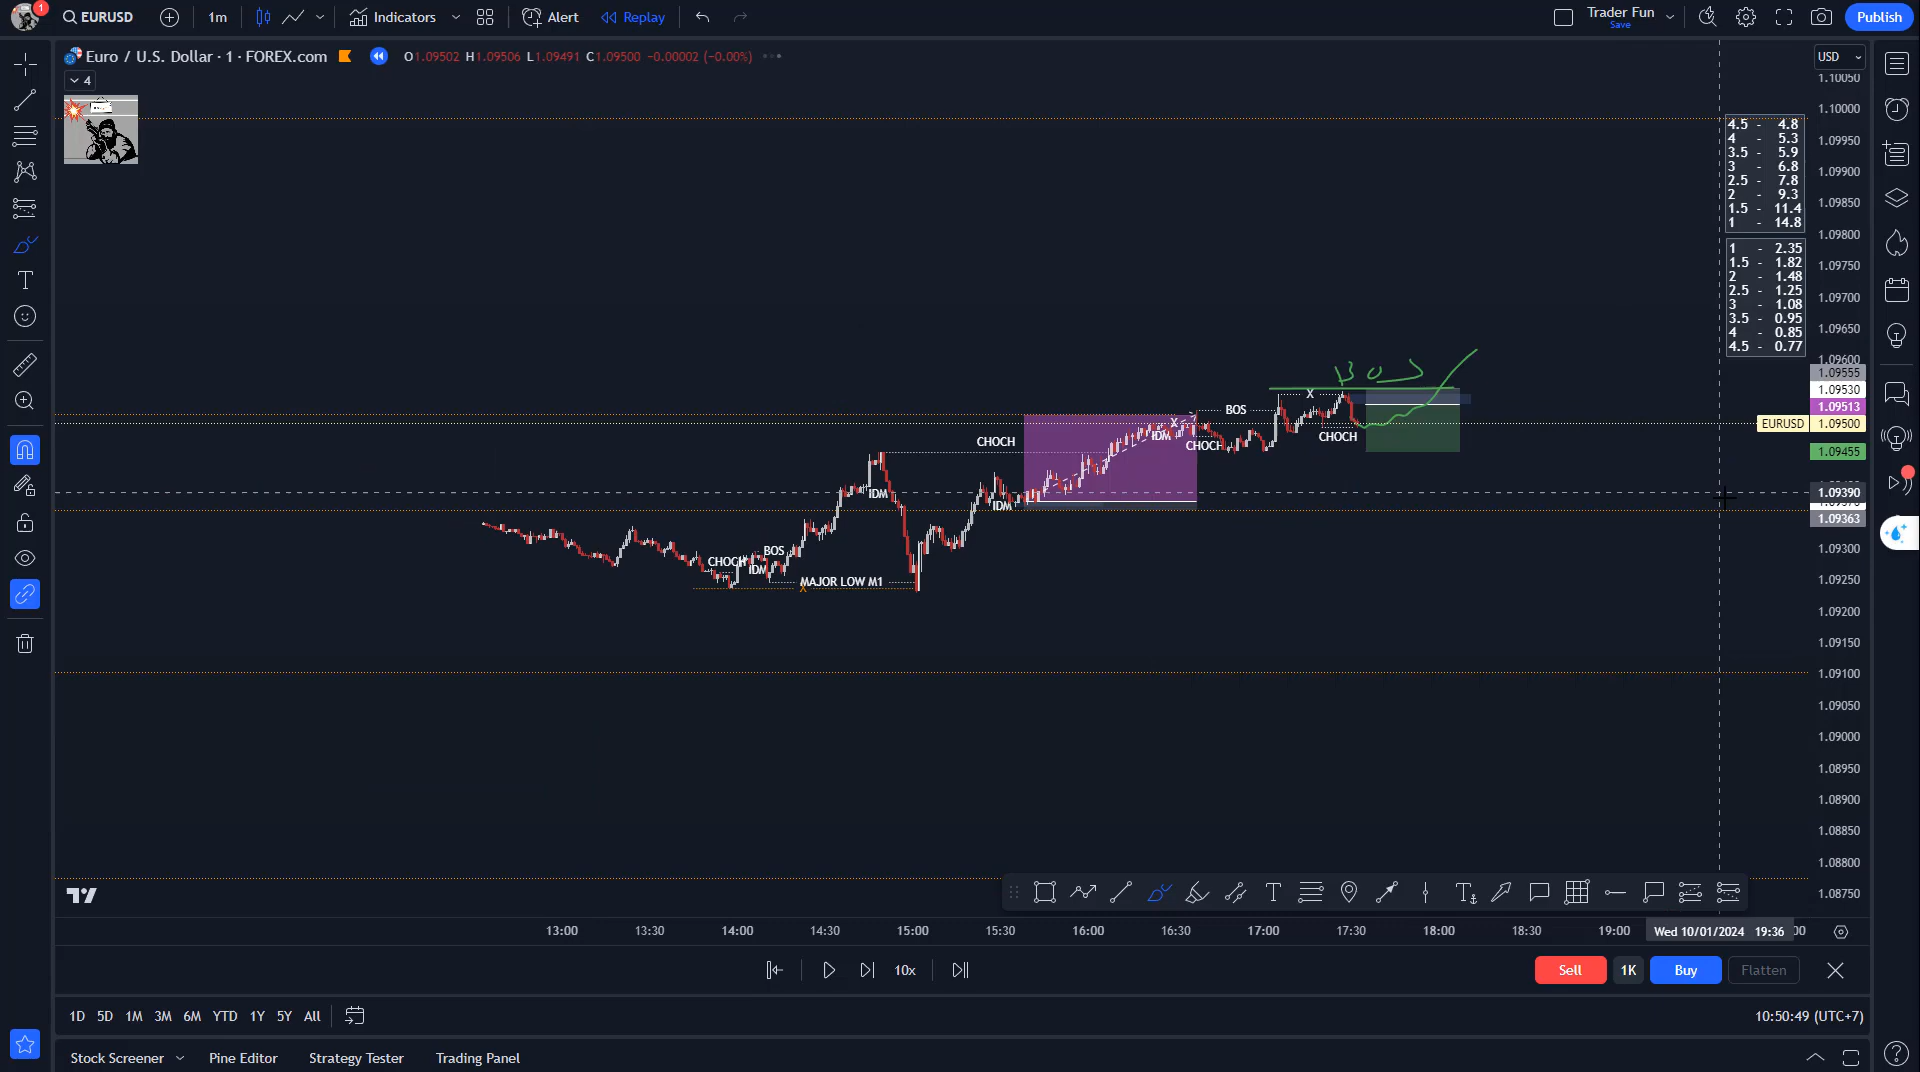 1
EURUSD
1m
Indicators
Alert
Replay
Trader Fun
Save
Publish
Euro / U.S. Dollar · 1 · FOREX.com
O1.09502 H1.09506 L1.09491 C1.09500 -0.00002 (-0.00%)
USD
4
1.10050
1.10000
1.09950
1.09900
1.09850
1.09800
1.09750
1.09700
1.09650
1.09600
1.09555
1.09530
1.09513
EURUSD 1.09500
1.09455
1.09390
1.09363
1.09300
1.09250
1.09200
1.09150
1.09100
1.09050
1.09000
1.08950
1.08900
1.08850
1.08800
1.08750
4.5 - 4.8
4 - 5.3
3.5 - 5.9
3 - 6.8
2.5 - 7.8
2 - 9.3
1.5 - 11.4
1 - 14.8
1 - 2.35
1.5 - 1.82
2 - 1.48
2.5 - 1.25
3 - 1.08
3.5 - 0.95
4 - 0.85
4.5 - 0.77
BOS
X
BOS
X
CHOCH
IDM
CHOCH
CHOCH
IDM
IDM
BOS
CHOCH
IDM
MAJOR LOW M1
X
13:00 13:30 14:00 14:30 15:00 15:30 16:00 16:30 17:00 17:30 18:00 18:30 19:00 Wed 10/01/2024 19:36
10x
Sell
1K
Buy
Flatten
1D 5D 1M 3M 6M YTD 1Y 5Y All
10:50:49 (UTC+7)
Stock Screener
Pine Editor
Strategy Tester
Trading Panel